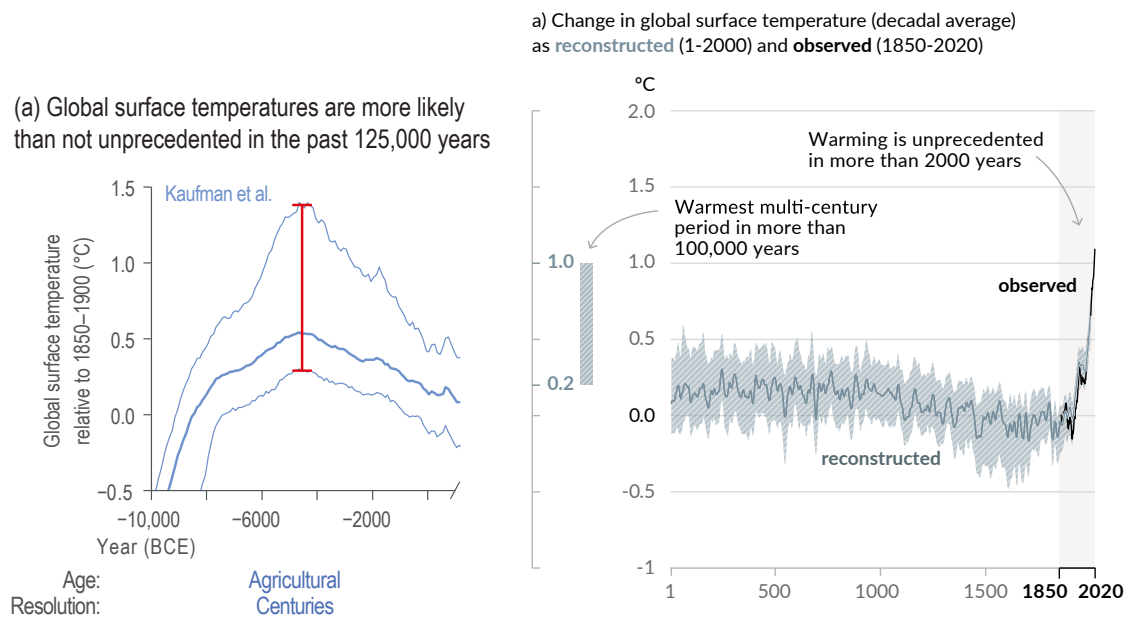 (a) Global surface temperatures are more likely
than not unprecedented in the past 125,000 years
Kaufman et al.
Global surface temperature
relative to 1850–1900 (°C)
1.5
1.0
0.5
0.0
−0.5
−10,000
−6000
−2000
Year (BCE)
Age:
Agricultural
Resolution:
Centuries
a) Change in global surface temperature (decadal average)
as reconstructed (1-2000) and observed (1850-2020)
°C
2.0
1.5
1.0
0.5
0.0
-0.5
-1
Warming is unprecedented
in more than 2000 years
Warmest multi-century
period in more than
100,000 years
1.0
0.2
observed
reconstructed
1
500
1000
1500
1850
2020